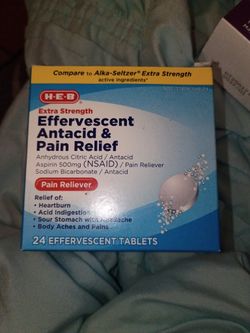 Compare to Alka-Seltzer® Extra Strength
active ingredients*
H-E-B
Extra Strength
Effervescent
Antacid &
Pain Relief
Anhydrous Citric Acid / Antacid
Aspirin 500mg (NSAID) / Pain Reliever
Sodium Bicarbonate / Antacid
Pain Reliever
Relief of:
• Heartburn
• Acid Indigestion
• Sour Stomach with Headache
• Body Aches and Pains
24 EFFERVESCENT TABLETS